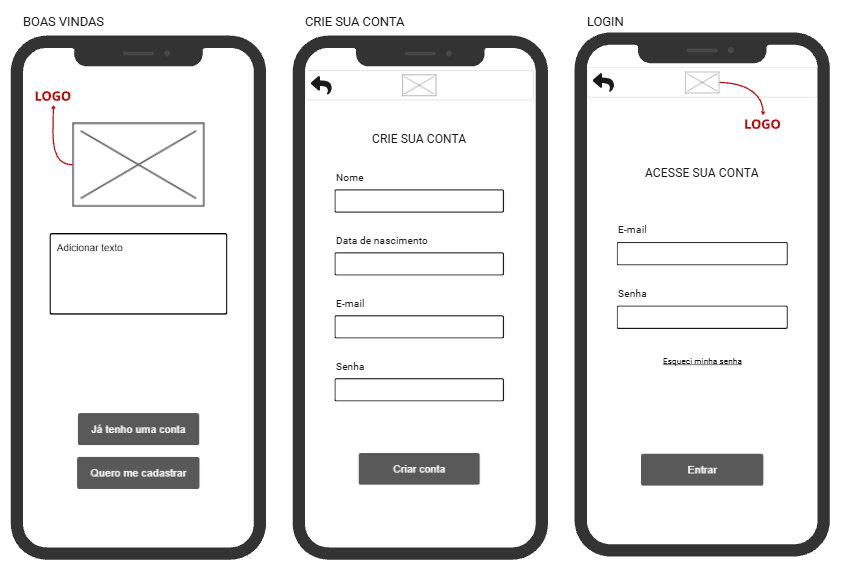 BOAS VINDAS
LOGO
Adicionar texto
Já tenho uma conta
Quero me cadastrar
CRIE SUA CONTA
CRIE SUA CONTA
Nome
Data de nascimento
E-mail
Senha
Criar conta
LOGIN
LOGO
ACESSE SUA CONTA
E-mail
Senha
Esqueci minha senha
Entrar